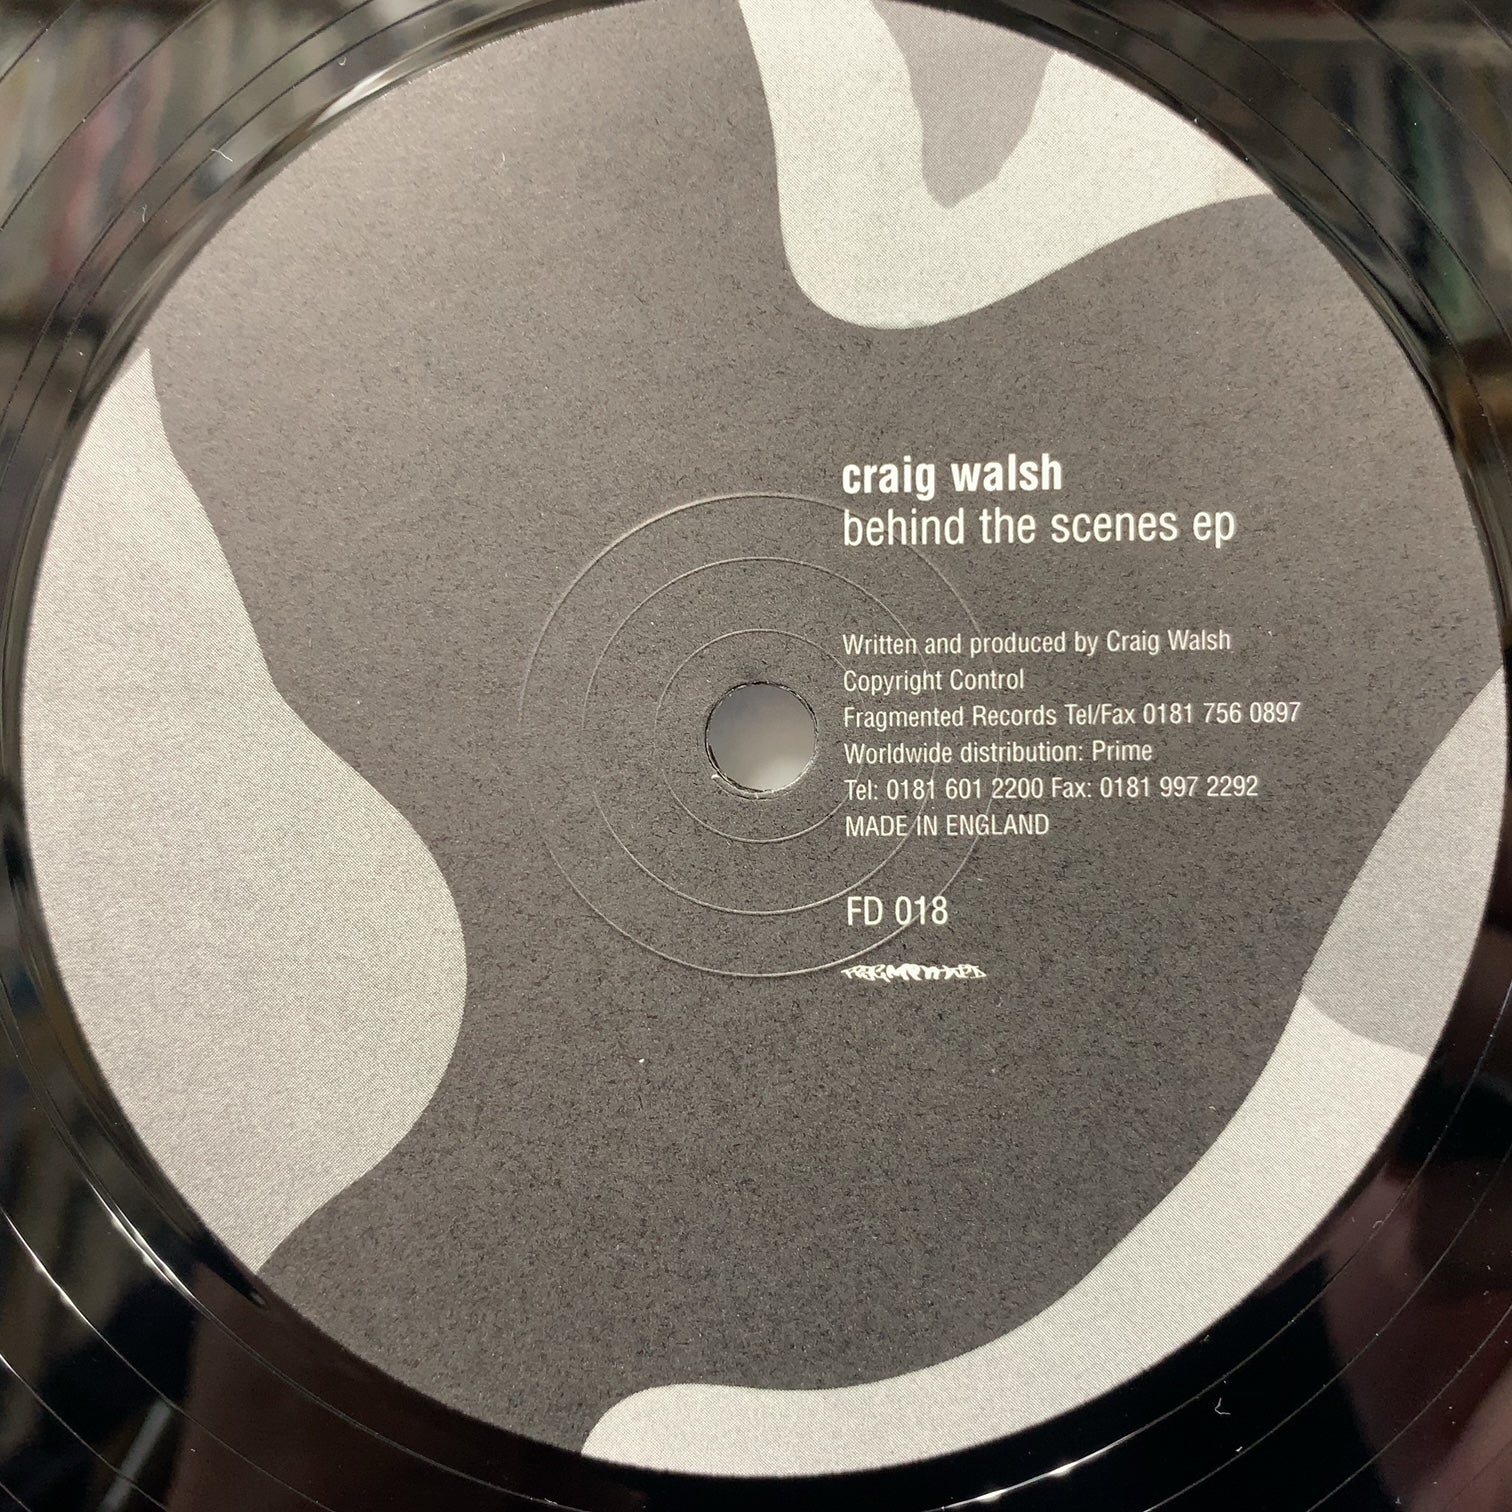 craig walsh
behind the scenes ep
Written and produced by Craig Walsh
Copyright Control
Fragmented Records Tel/Fax 0181 756 0897
Worldwide distribution: Prime
Tel: 0181 601 2200 Fax: 0181 997 2292
MADE IN ENGLAND
FD 018
FRAGMENTED